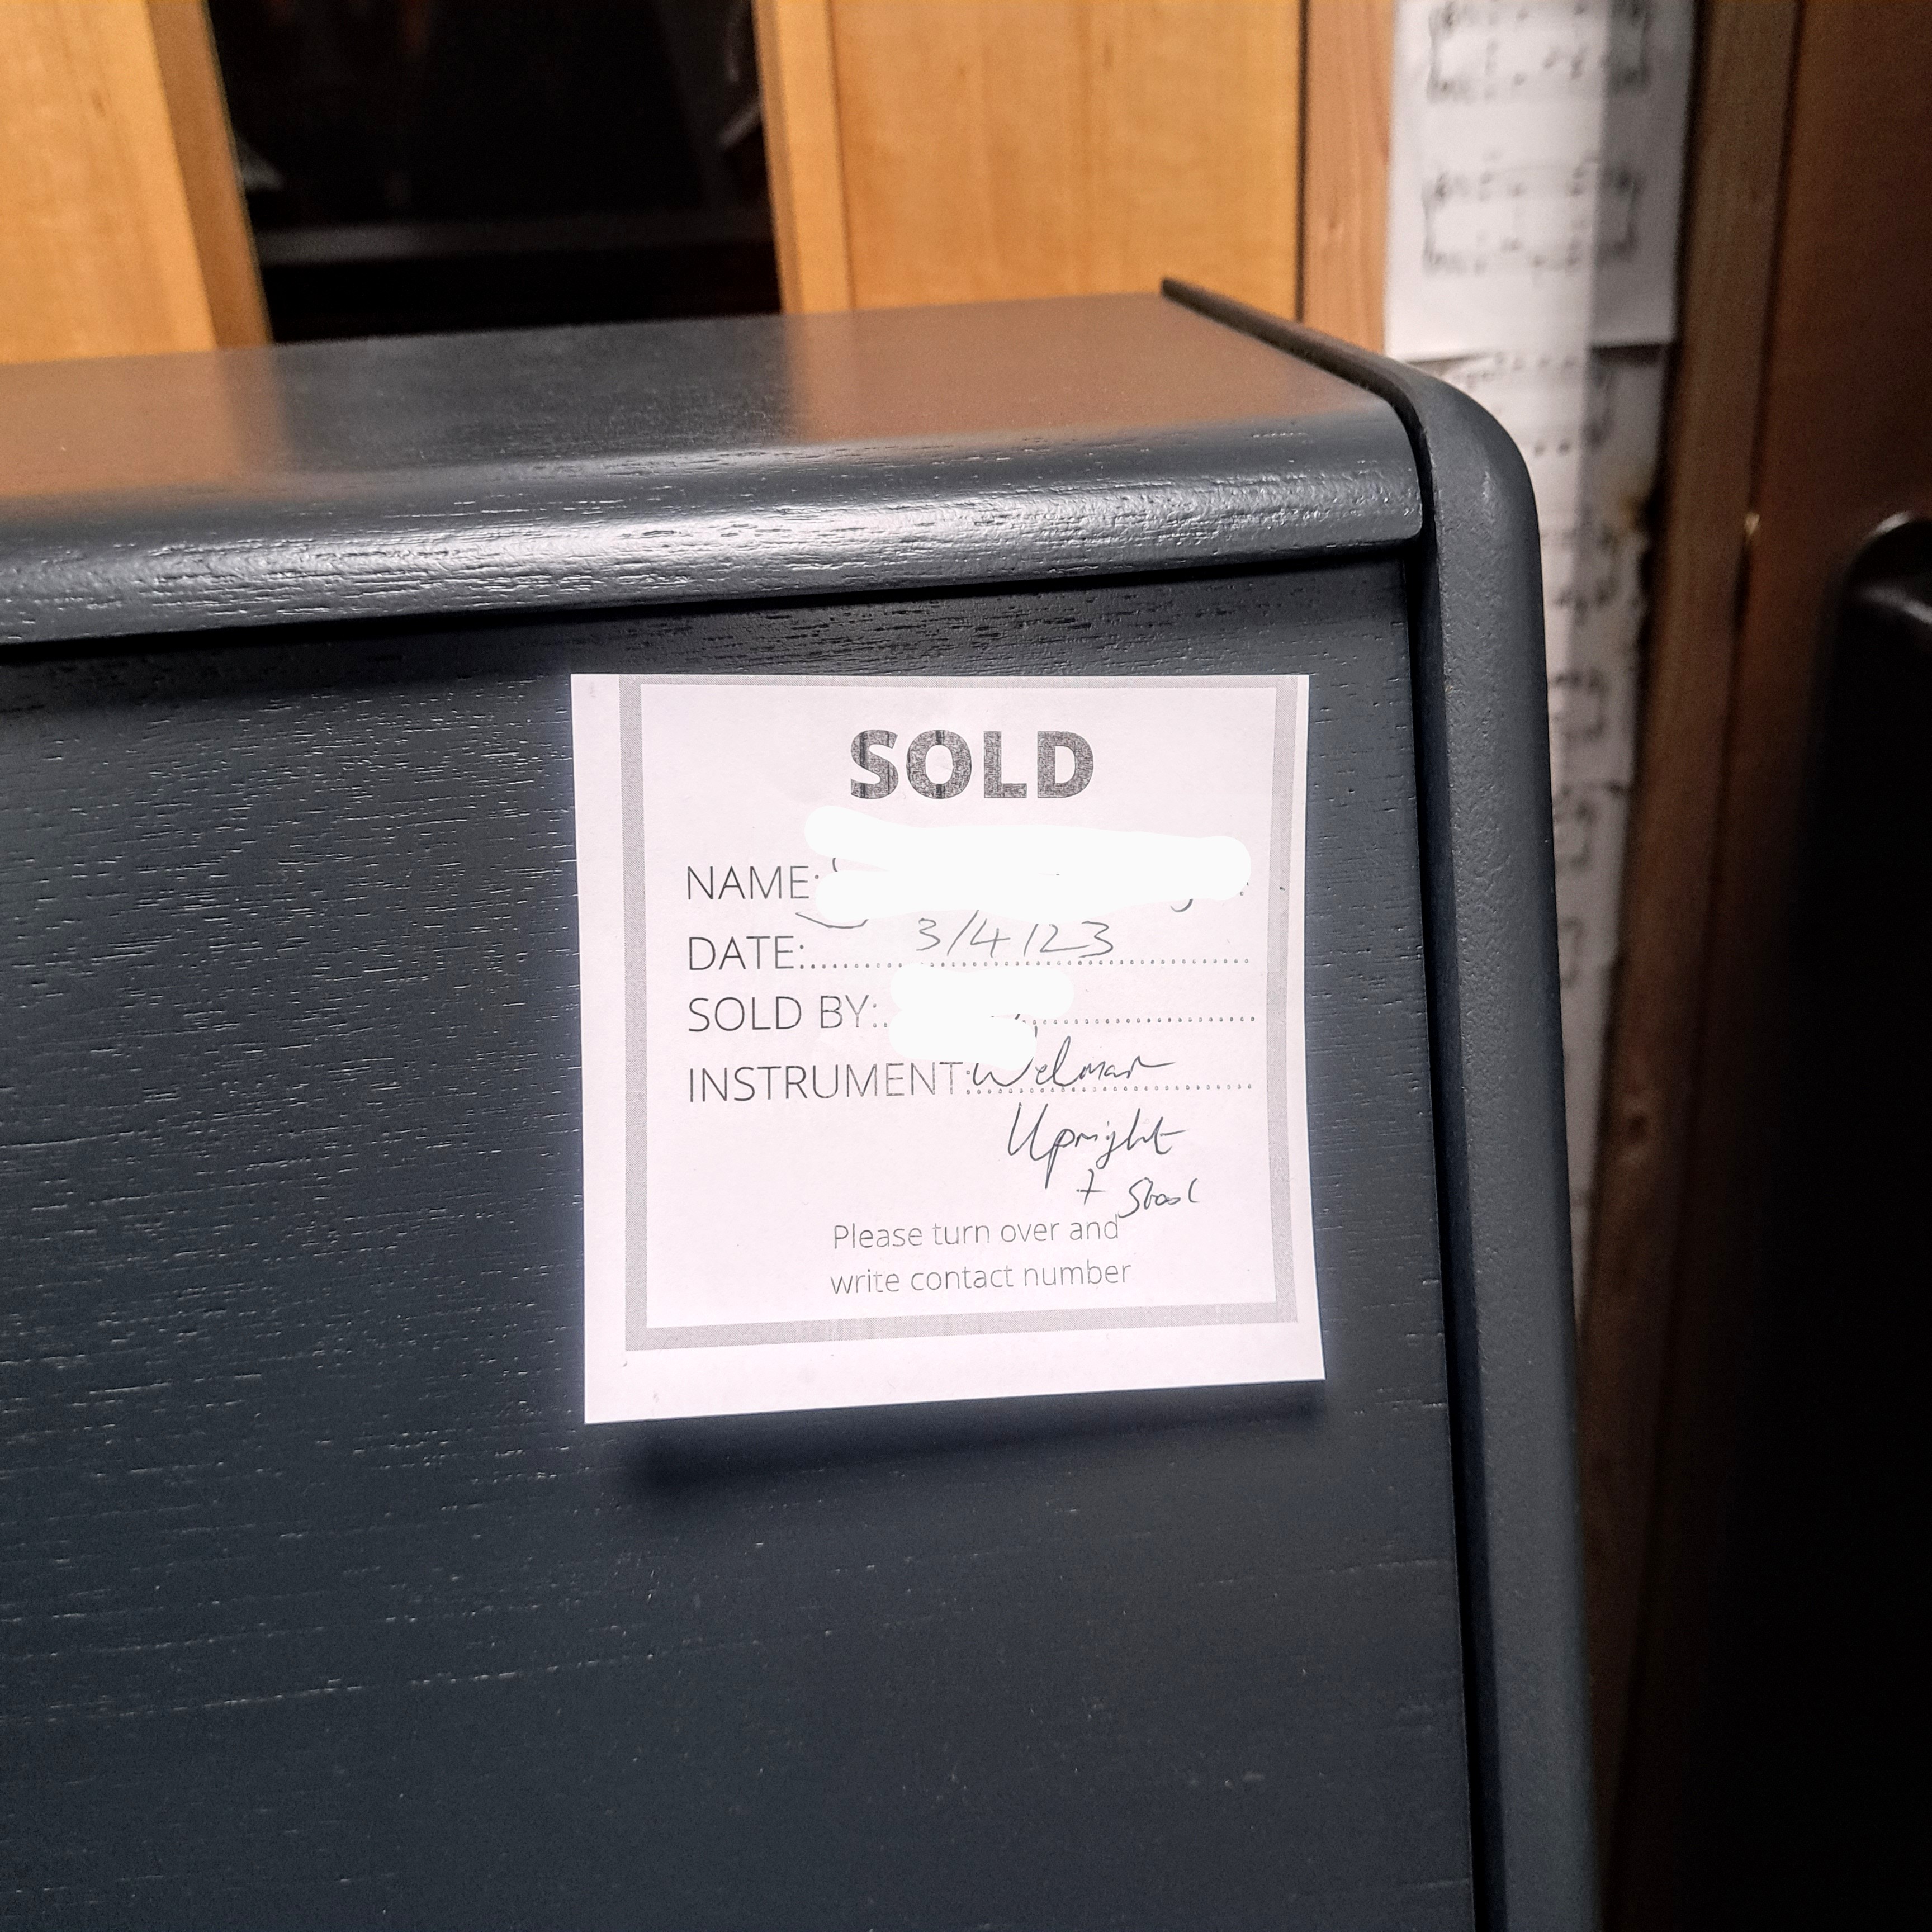 SOLD
NAME:
DATE: 3/4/23
SOLD BY:
INSTRUMENT: Welmar
Upright
+ Stool
Please turn over and
write contact number